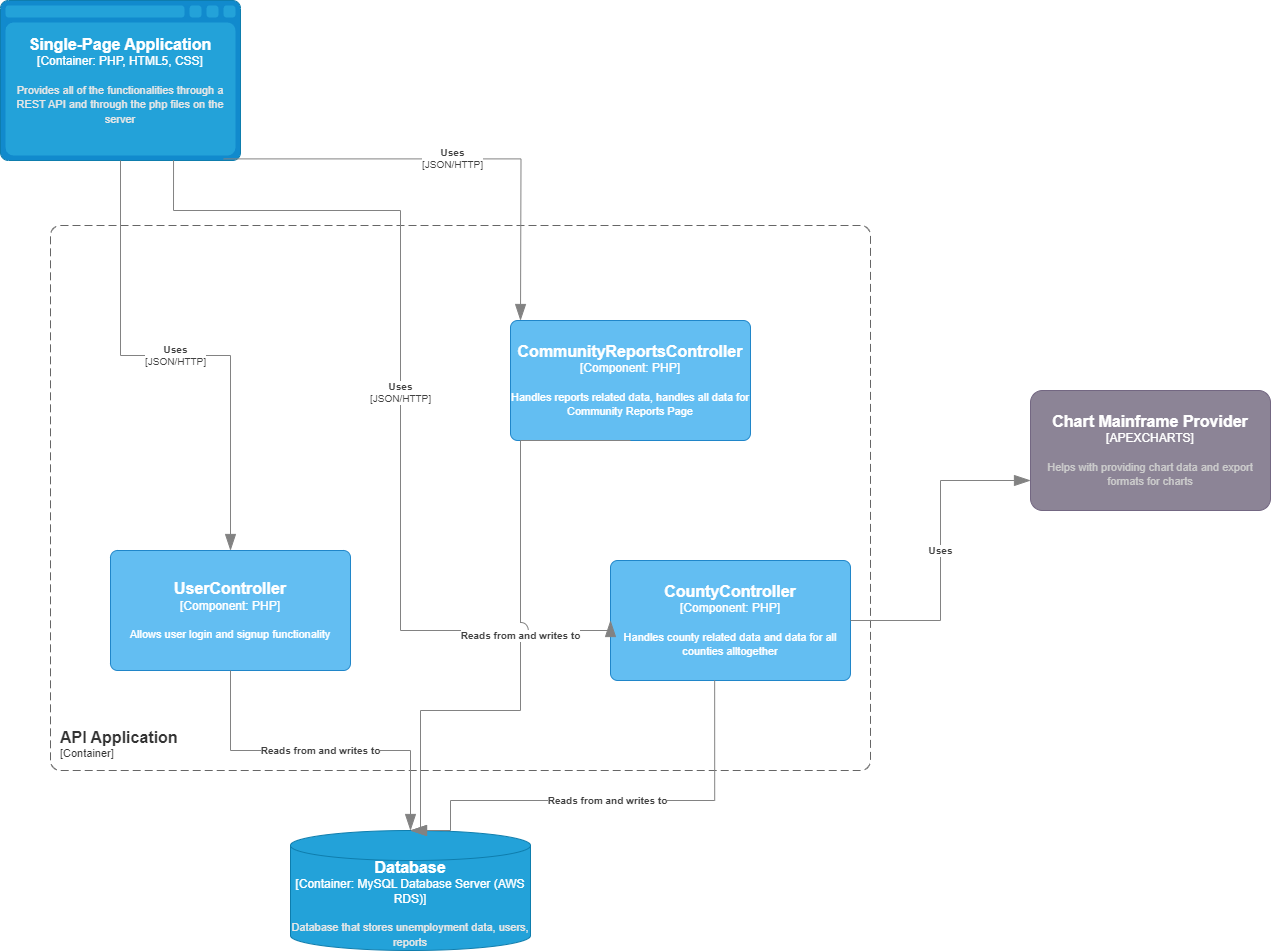 Single-Page Application
[Container: PHP, HTML5, CSS]
Provides all of the functionalities through a
REST API and through the php files on the
server
Uses
[JSON/HTTP]
Uses
[JSON/HTTP]
Uses
[JSON/HTTP]
CommunityReportsController
[Component: PHP]
Handles reports related data, handles all data for
Community Reports Page
Chart Mainframe Provider
[APEXCHARTS]
Helps with providing chart data and export
formats for charts
Uses
UserController
[Component: PHP]
Allows user login and signup functionality
CountyController
[Component: PHP]
Handles county related data and data for all
counties alltogether
Reads from and writes to
API Application
[Container]
Reads from and writes to
Reads from and writes to
Database
[Container: MySQL Database Server (AWS
RDS)]
Database that stores unemployment data, users,
reports